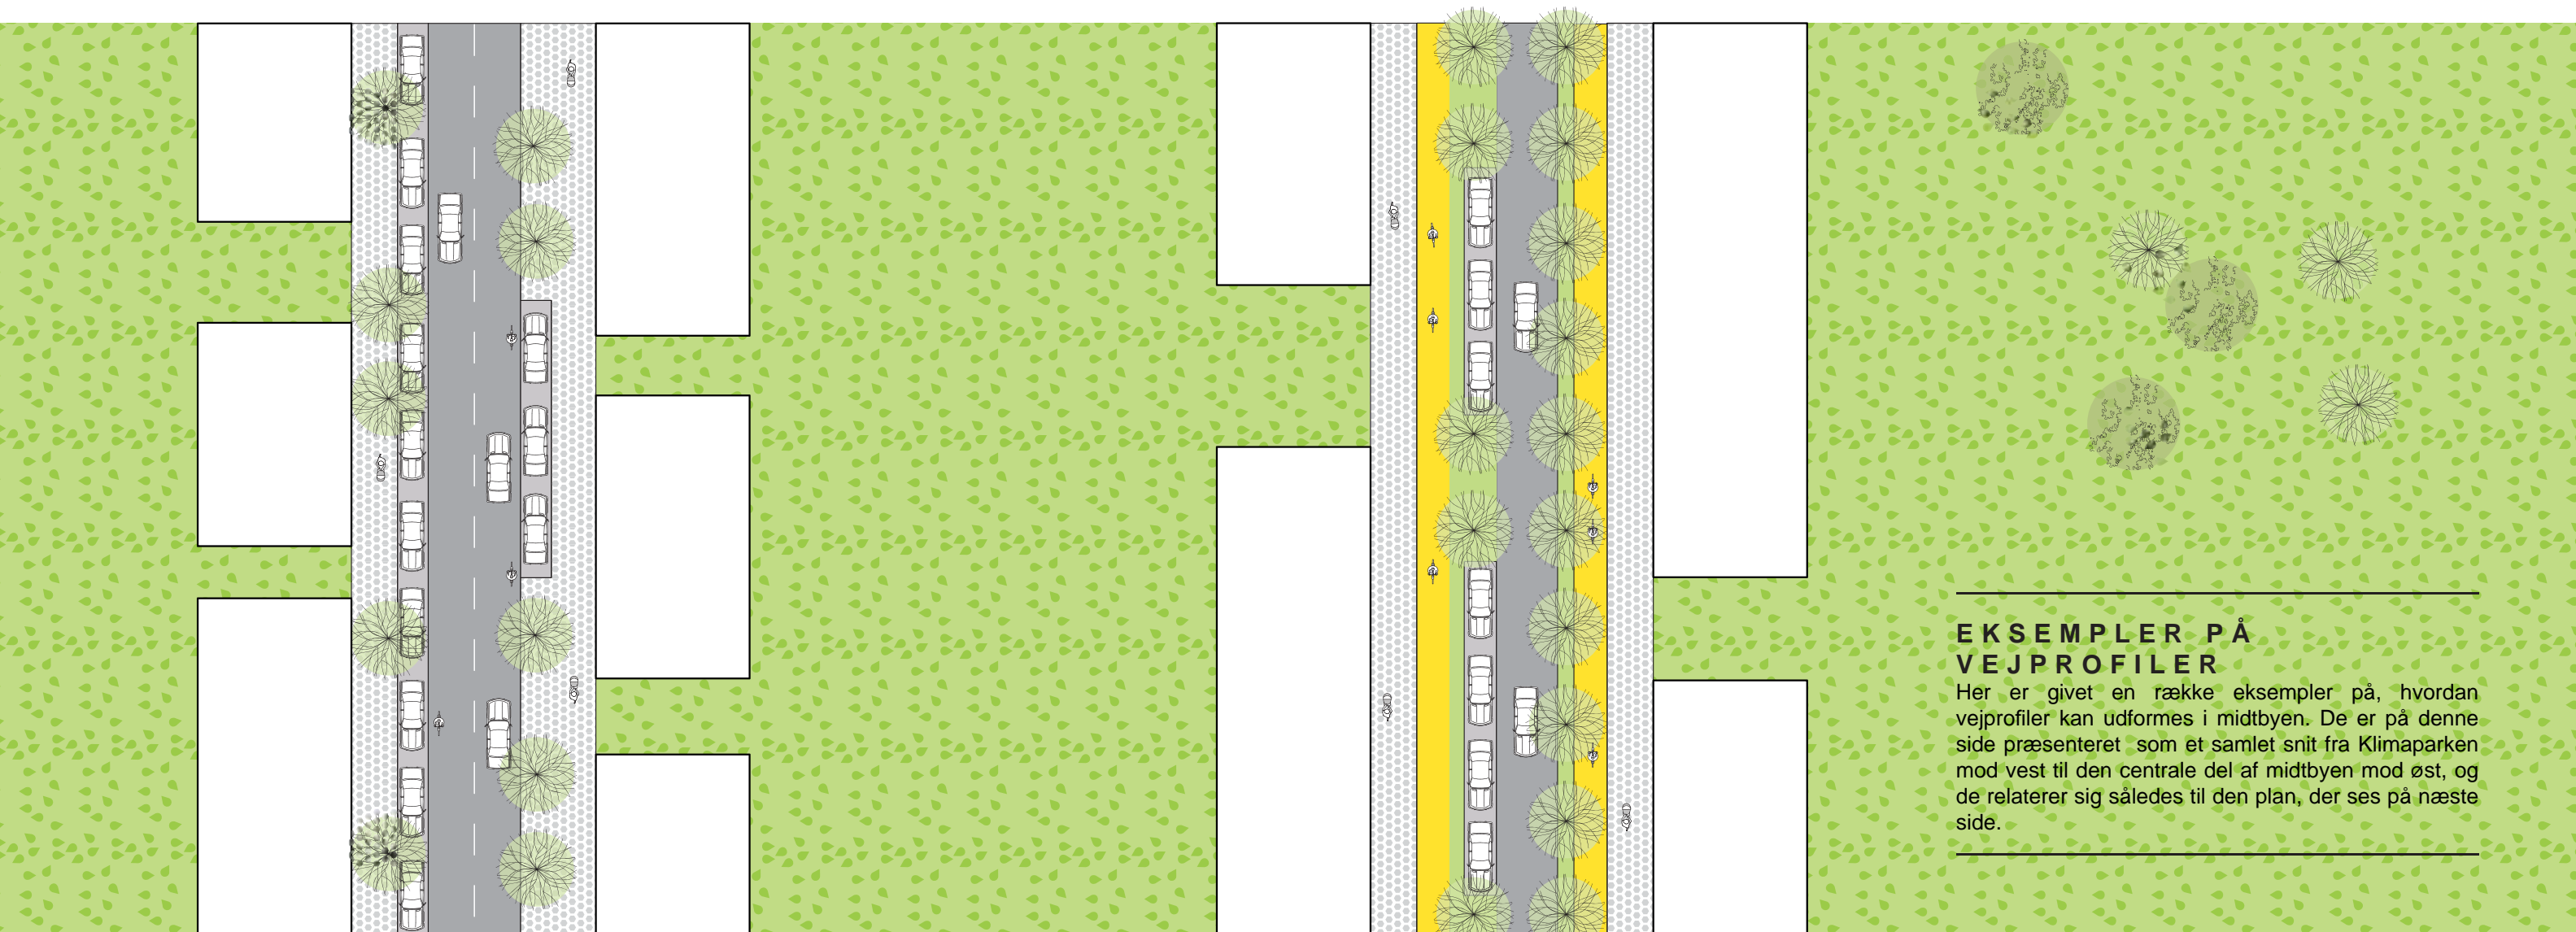 EKSEMPLER PÅ
VEJPROFILER
Her er givet en række eksempler på, hvordan
vejprofiler kan udformes i midtbyen. De er på denne
side præsenteret som et samlet snit fra Klimaparken
mod vest til den centrale del af midtbyen mod øst, og
de relaterer sig således til den plan, der ses på næste
side.